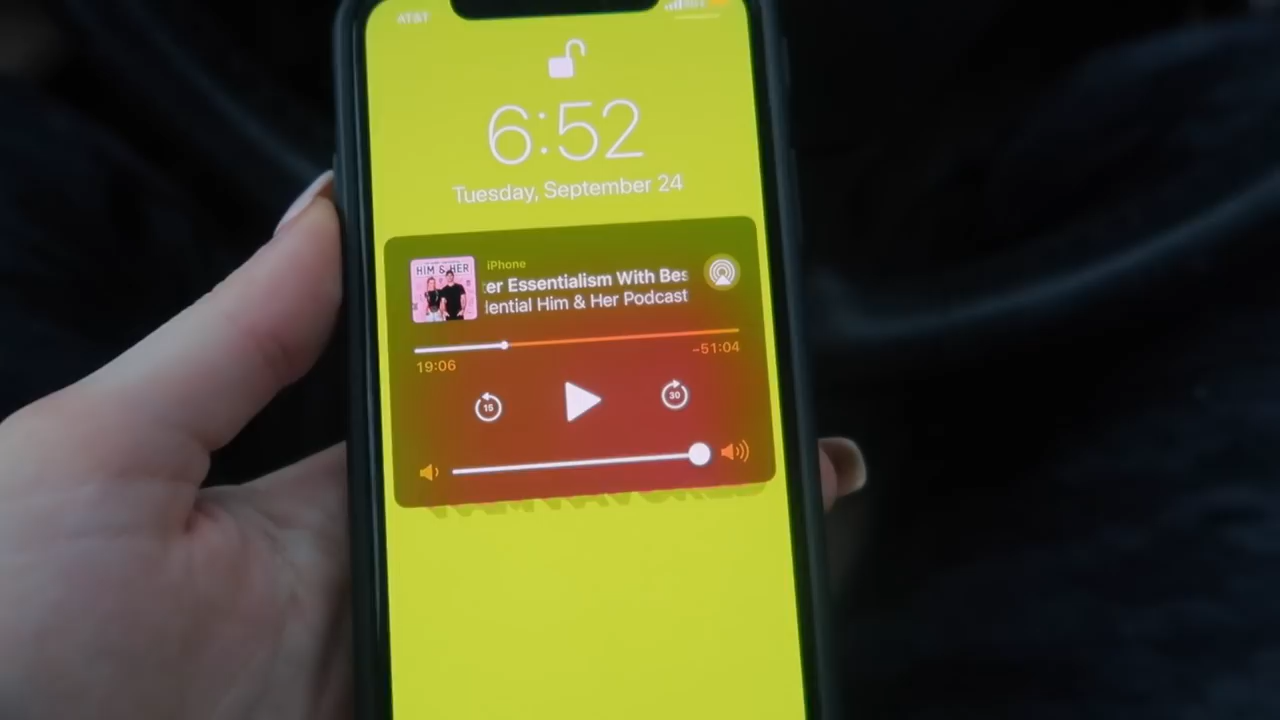 AT&T
6:52
Tuesday, September 24
HIM & HER
iPhone
er Essentialism With Bes
lential Him & Her Podcast
19:06
-51:04
15
30